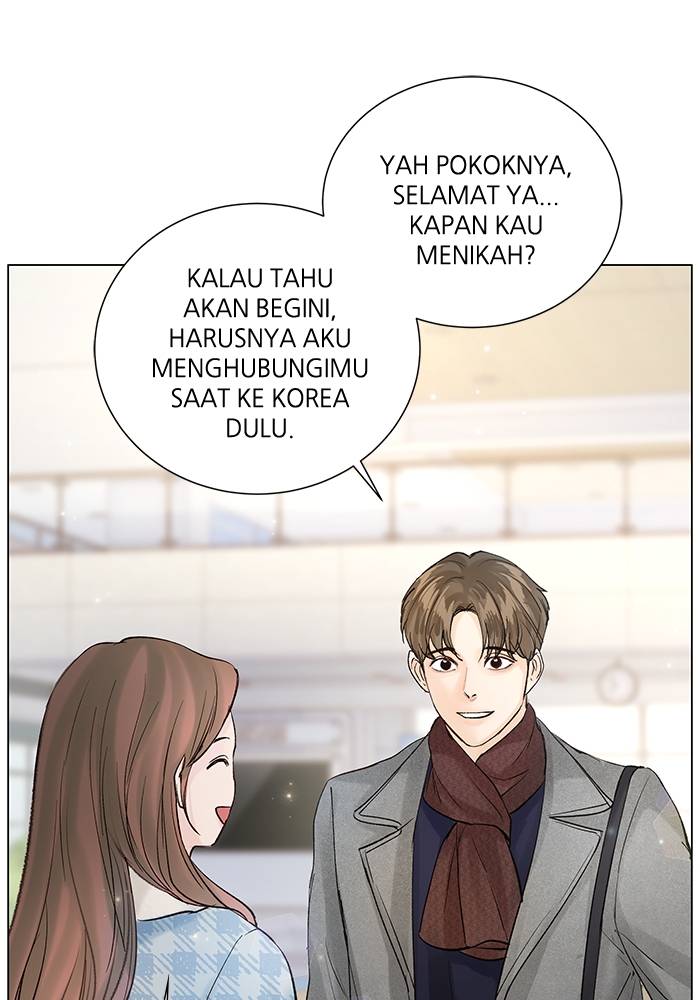 YAH POKOKNYA,
SELAMAT YA...
KAPAN KAU
MENIKAH?
KALAU TAHU
AKAN BEGINI,
HARUSNYA AKU
MENGHUBUNGIMU
SAAT KE KOREA
DULU.